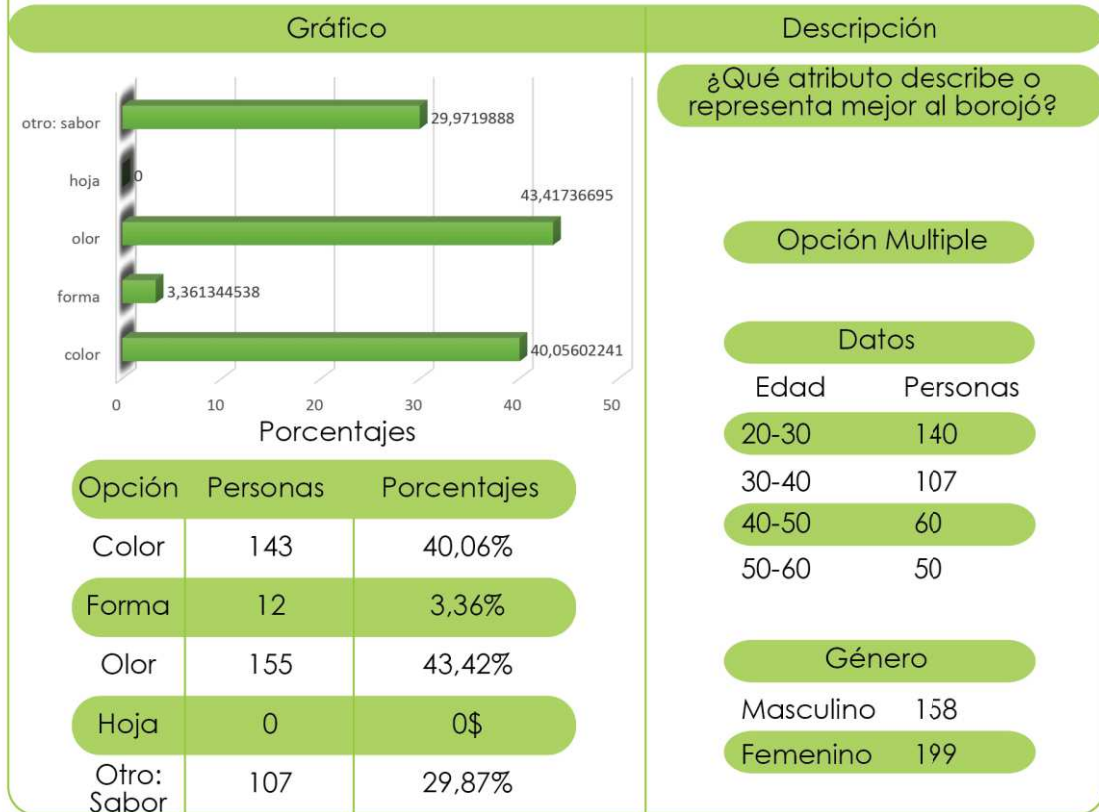 Gráfico
Descripción
otro: sabor
29,9719888
hoja
0
olor
43,41736695
forma
3,361344538
color
40,05602241
0 10 20 30 40 50
Porcentajes
Opción Personas Porcentajes
Color 143 40,06%
Forma 12 3,36%
Olor 155 43,42%
Hoja 0 0$
Otro:
Sabor 107 29,87%
¿Qué atributo describe o
representa mejor al borojó?
Opción Multiple
Datos
Edad Personas
20-30 140
30-40 107
40-50 60
50-60 50
Género
Masculino 158
Femenino 199